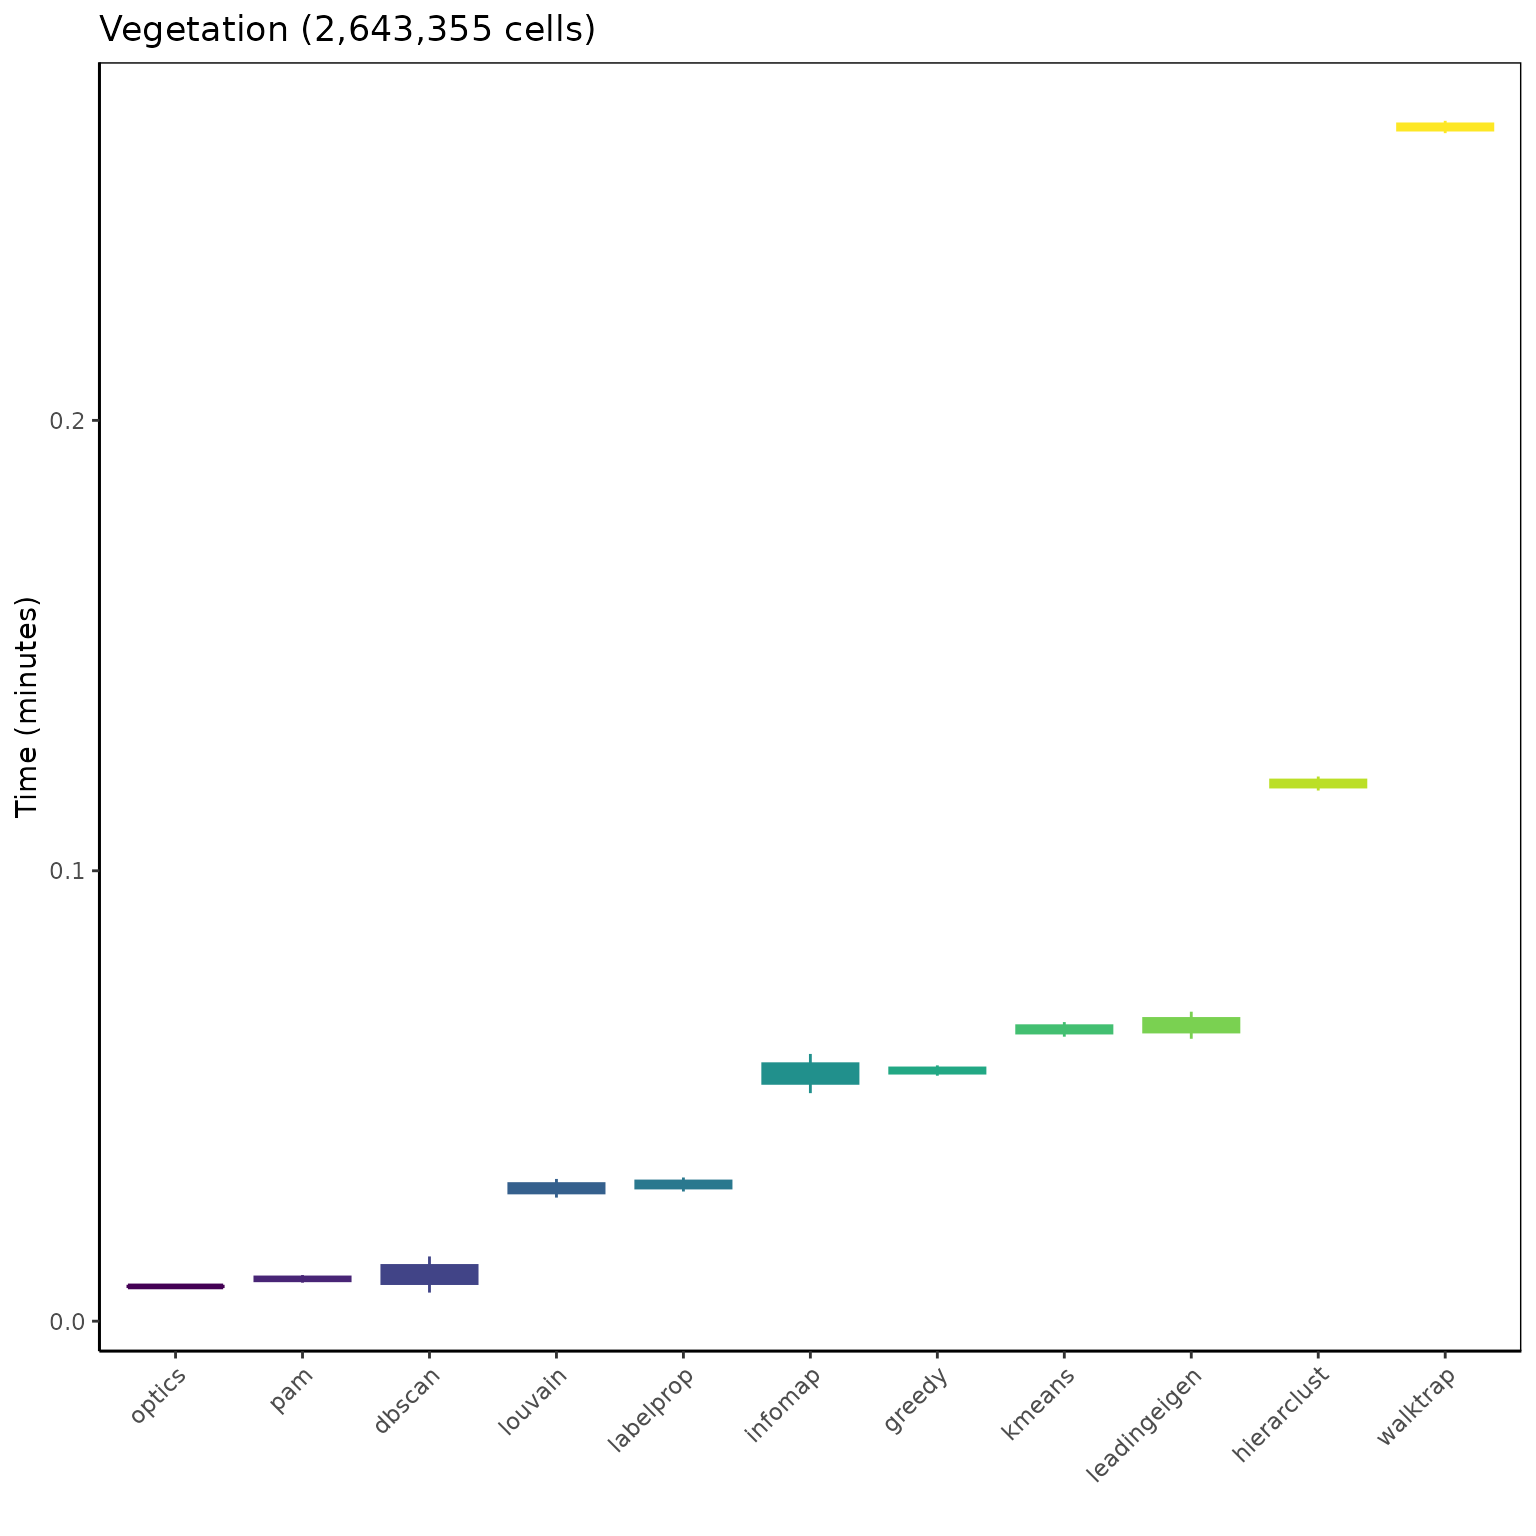 Vegetation (2,643,355 cells)
Time (minutes)
0.2
0.1
0.0
optics
pam
dbscan
louvain
labelprop
infomap
greedy
kmeans
leadingeigen
hierarclust
walktrap